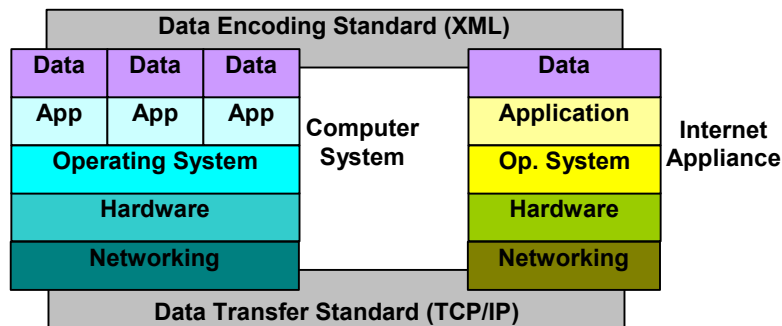 Data Encoding Standard (XML)
Data Data Data
App App App
Operating System
Hardware
Networking
Computer
System
Data
Application
Op. System
Hardware
Networking
Internet
Appliance
Data Transfer Standard (TCP/IP)